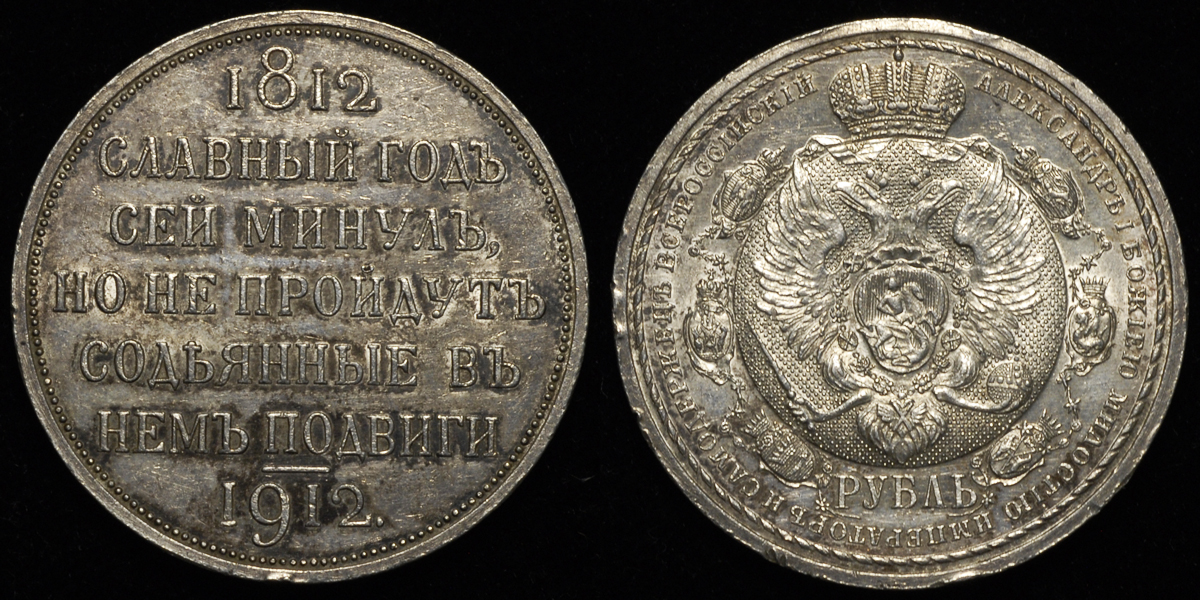 1812
СЛАВНЫЙ ГОДЪ
СЕЙ МИНУЛЪ,
НО НЕ ПРОЙДУТЪ
СОДѢЯННЫЕ ВЪ
НЕМЪ ПОДВИГИ
1912.
АЛЕКСАНДРЪ I БОЖІЕЮ МИЛОСТІЮ ИМПЕРАТОРЪ И САМОДЕРЖЕЦЪ ВСЕРОССІЙСКІЙ
РУБЛЬ